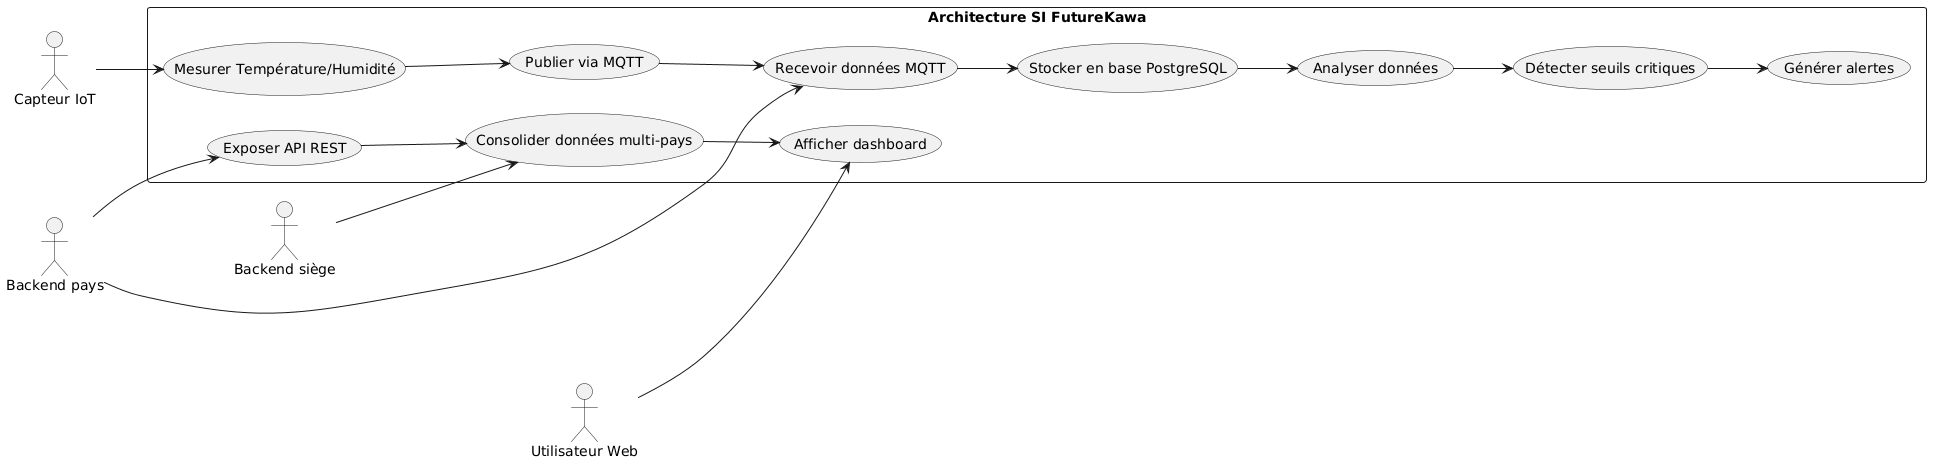 Architecture SI FutureKawa
Capteur IoT
Mesurer Température/Humidité
Publier via MQTT
Recevoir données MQTT
Stocker en base PostgreSQL
Analyser données
Détecter seuils critiques
Générer alertes
Exposer API REST
Consolider données multi-pays
Afficher dashboard
Backend siège
Backend pays
Utilisateur Web